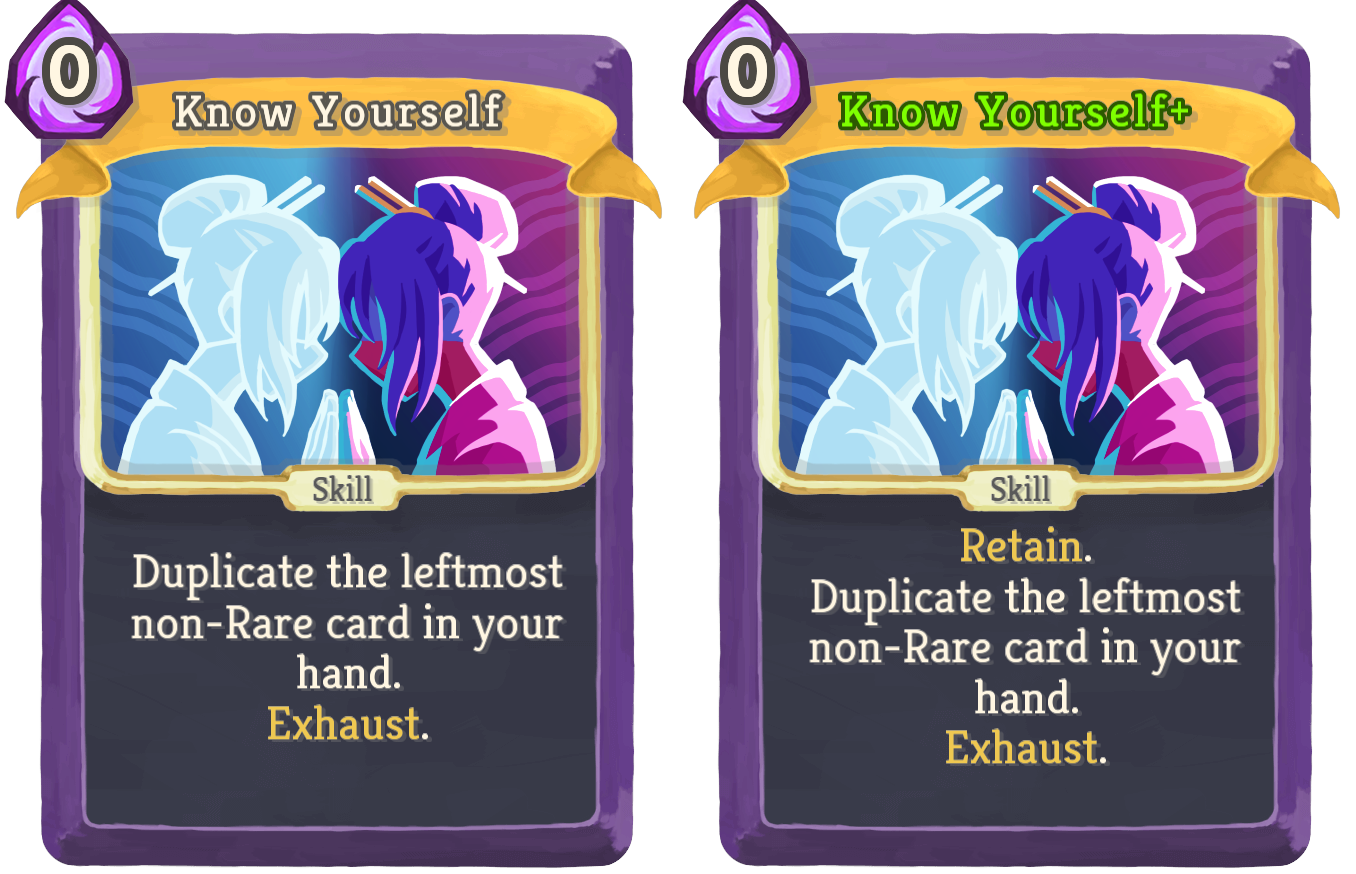 0
Know Yourself
Skill
Duplicate the leftmost
non-Rare card in your
hand.
Exhaust.
0
Know Yourself+
Skill
Retain.
Duplicate the leftmost
non-Rare card in your
hand.
Exhaust.